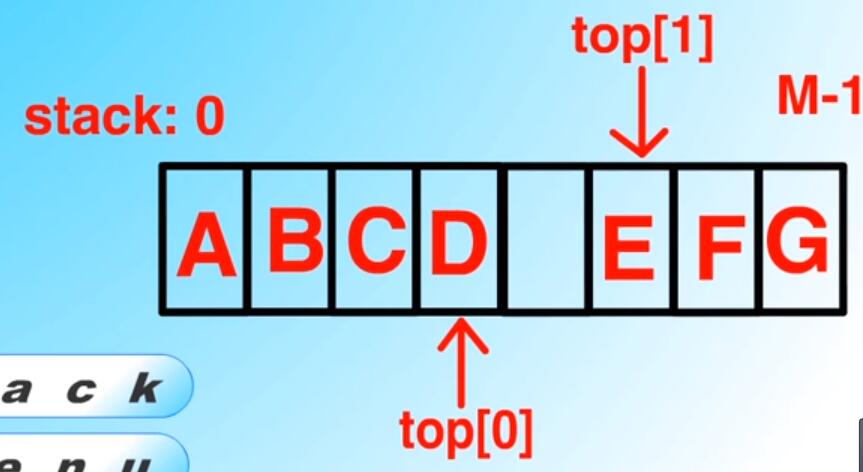 top[1]
stack: 0
M-1
A B C D E F G
top[0]
a c k
e n u